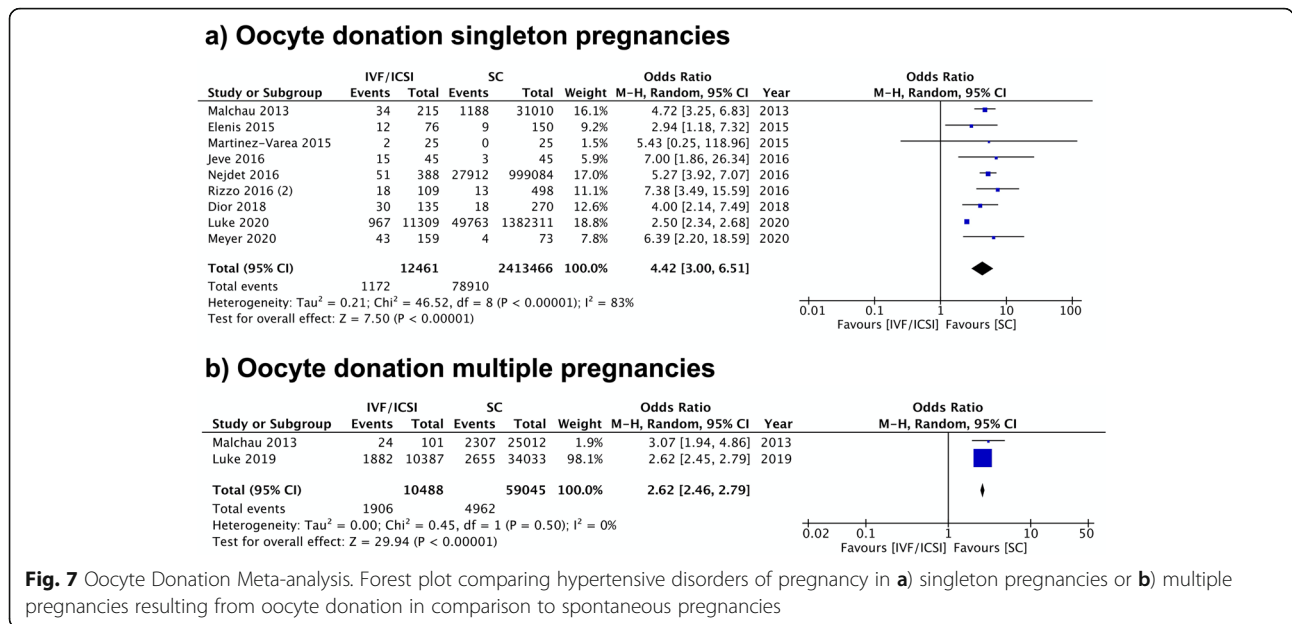 a) Oocyte donation singleton pregnancies
IVF/ICSI SC Odds Ratio Odds Ratio
Study or Subgroup Events Total Events Total Weight M-H, Random, 95% CI Year M-H, Random, 95% CI
Malchau 2013 34 215 1188 31010 16.1% 4.72 [3.25, 6.83] 2013
Elenis 2015 12 76 9 150 9.2% 2.94 [1.18, 7.32] 2015
Martinez-Varea 2015 2 25 0 25 1.5% 5.43 [0.25, 118.96] 2015
Jeve 2016 15 45 3 45 5.9% 7.00 [1.86, 26.34] 2016
Nejdet 2016 51 388 27912 999084 17.0% 5.27 [3.92, 7.07] 2016
Rizzo 2016 (2) 18 109 13 498 11.1% 7.38 [3.49, 15.59] 2016
Dior 2018 30 135 18 270 12.6% 4.00 [2.14, 7.49] 2018
Luke 2020 967 11309 49763 1382311 18.8% 2.50 [2.34, 2.68] 2020
Meyer 2020 43 159 4 73 7.8% 6.39 [2.20, 18.59] 2020
Total (95% CI) 12461 2413466 100.0% 4.42 [3.00, 6.51]
Total events 1172 78910
Heterogeneity: Tau² = 0.21; Chi² = 46.52, df = 8 (P < 0.00001); I² = 83%
Test for overall effect: Z = 7.50 (P < 0.00001)
0.01 0.1 1 10 100
Favours [IVF/ICSI] Favours [SC]
b) Oocyte donation multiple pregnancies
IVF/ICSI SC Odds Ratio Odds Ratio
Study or Subgroup Events Total Events Total Weight M-H, Random, 95% CI Year M-H, Random, 95% CI
Malchau 2013 24 101 2307 25012 1.9% 3.07 [1.94, 4.86] 2013
Luke 2019 1882 10387 2655 34033 98.1% 2.62 [2.45, 2.79] 2019
Total (95% CI) 10488 59045 100.0% 2.62 [2.46, 2.79]
Total events 1906 4962
Heterogeneity: Tau² = 0.00; Chi² = 0.45, df = 1 (P = 0.50); I² = 0%
Test for overall effect: Z = 29.94 (P < 0.00001)
0.02 0.1 1 10 50
Favours [IVF/ICSI] Favours [SC]
Fig. 7 Oocyte Donation Meta-analysis. Forest plot comparing hypertensive disorders of pregnancy in a) singleton pregnancies or b) multiple
pregnancies resulting from oocyte donation in comparison to spontaneous pregnancies